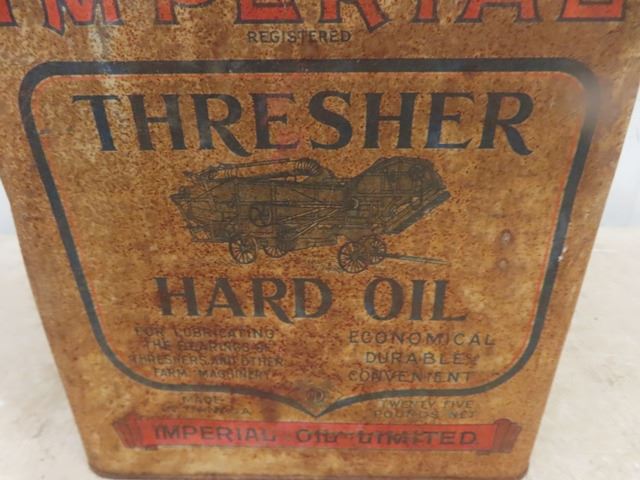 IMPERIAL
REGISTERED
THRESHER
HARD OIL
FOR LUBRICATING
THE BEARINGS OF
THRESHERS AND OTHER
FARM MACHINERY
ECONOMICAL
DURABLE
CONVENIENT
MADE
TWENTY FIVE
POUNDS NET
IMPERIAL OIL LIMITED